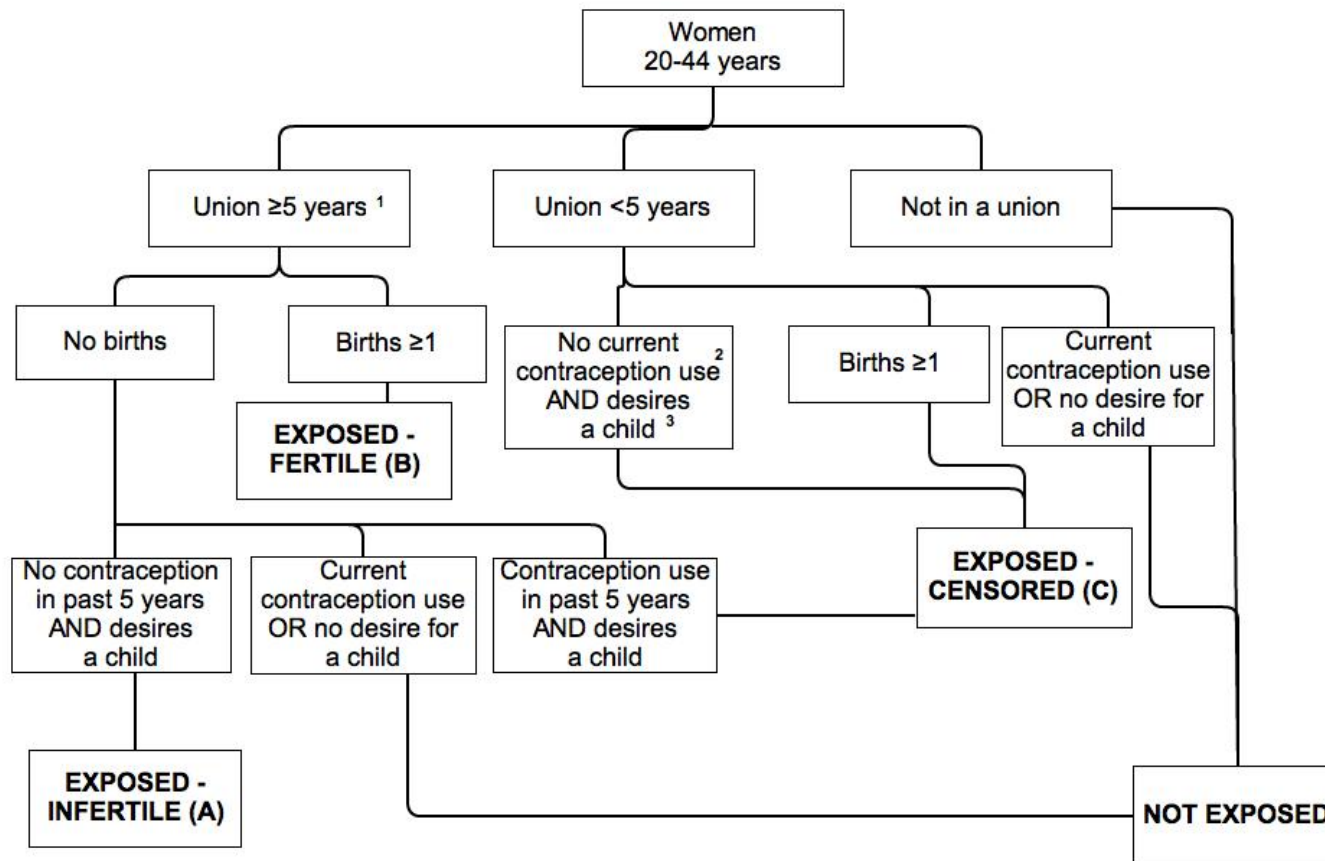 Women
20-44 years
Union ≥5 years ¹
Union <5 years
Not in a union
No births
Births ≥1
No current
contraception use ²
AND desires
a child ³
Births ≥1
Current
contraception use
OR no desire for
a child
EXPOSED -
FERTILE (B)
No contraception
in past 5 years
AND desires
a child
Current
contraception use
OR no desire for
a child
Contraception use
in past 5 years
AND desires
a child
EXPOSED -
CENSORED (C)
EXPOSED -
INFERTILE (A)
NOT EXPOSED